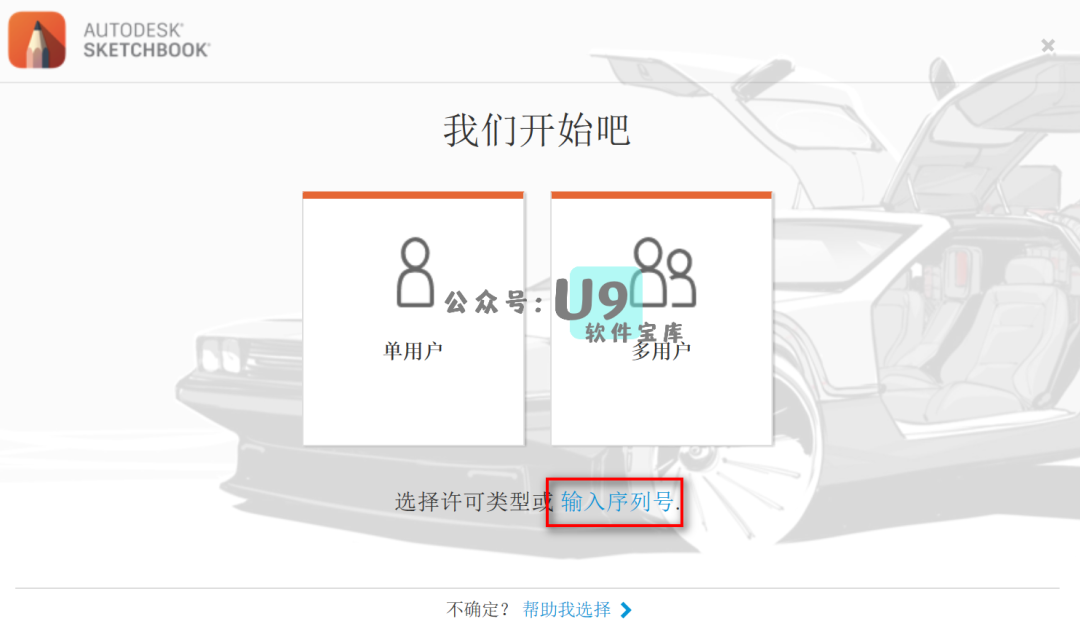 AUTODESK®
SKETCHBOOK®
我们开始吧
单用户
多用户
公众号:U9
软件宝库
选择许可类型或 输入序列号.
不确定? 帮助我选择